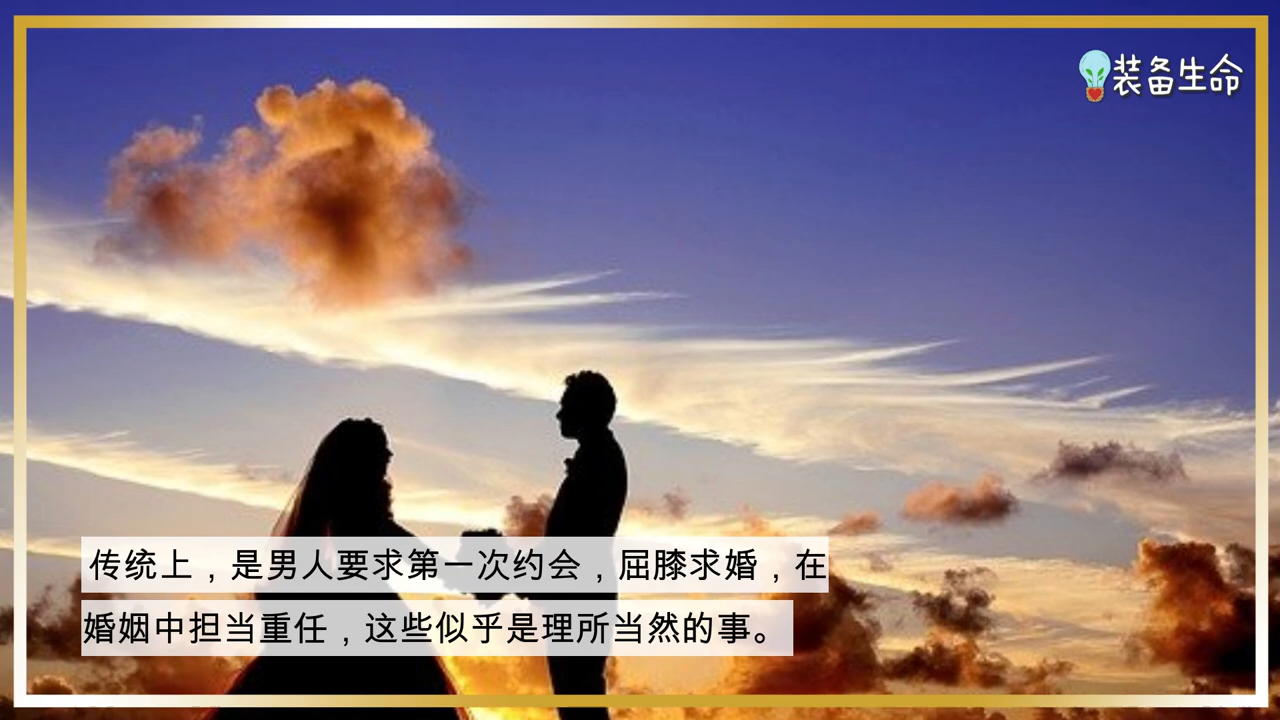 装备生命
传统上，是男人要求第一次约会，屈膝求婚，在
婚姻中担当重任，这些似乎是理所当然的事。